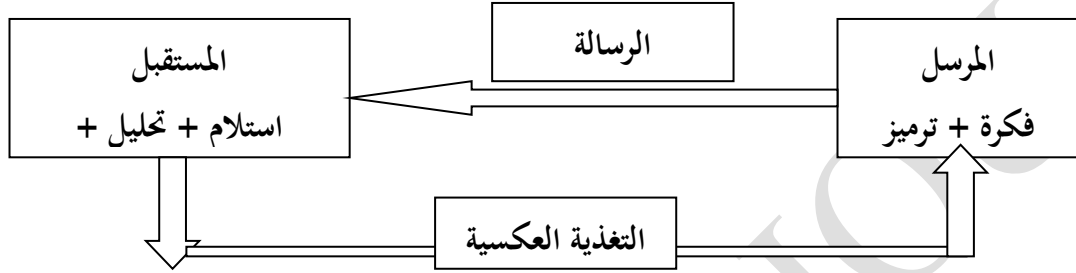 الرسالة
المرسل
فكرة + ترميز
المستقبل
استلام + تحليل +
التغذية العكسية